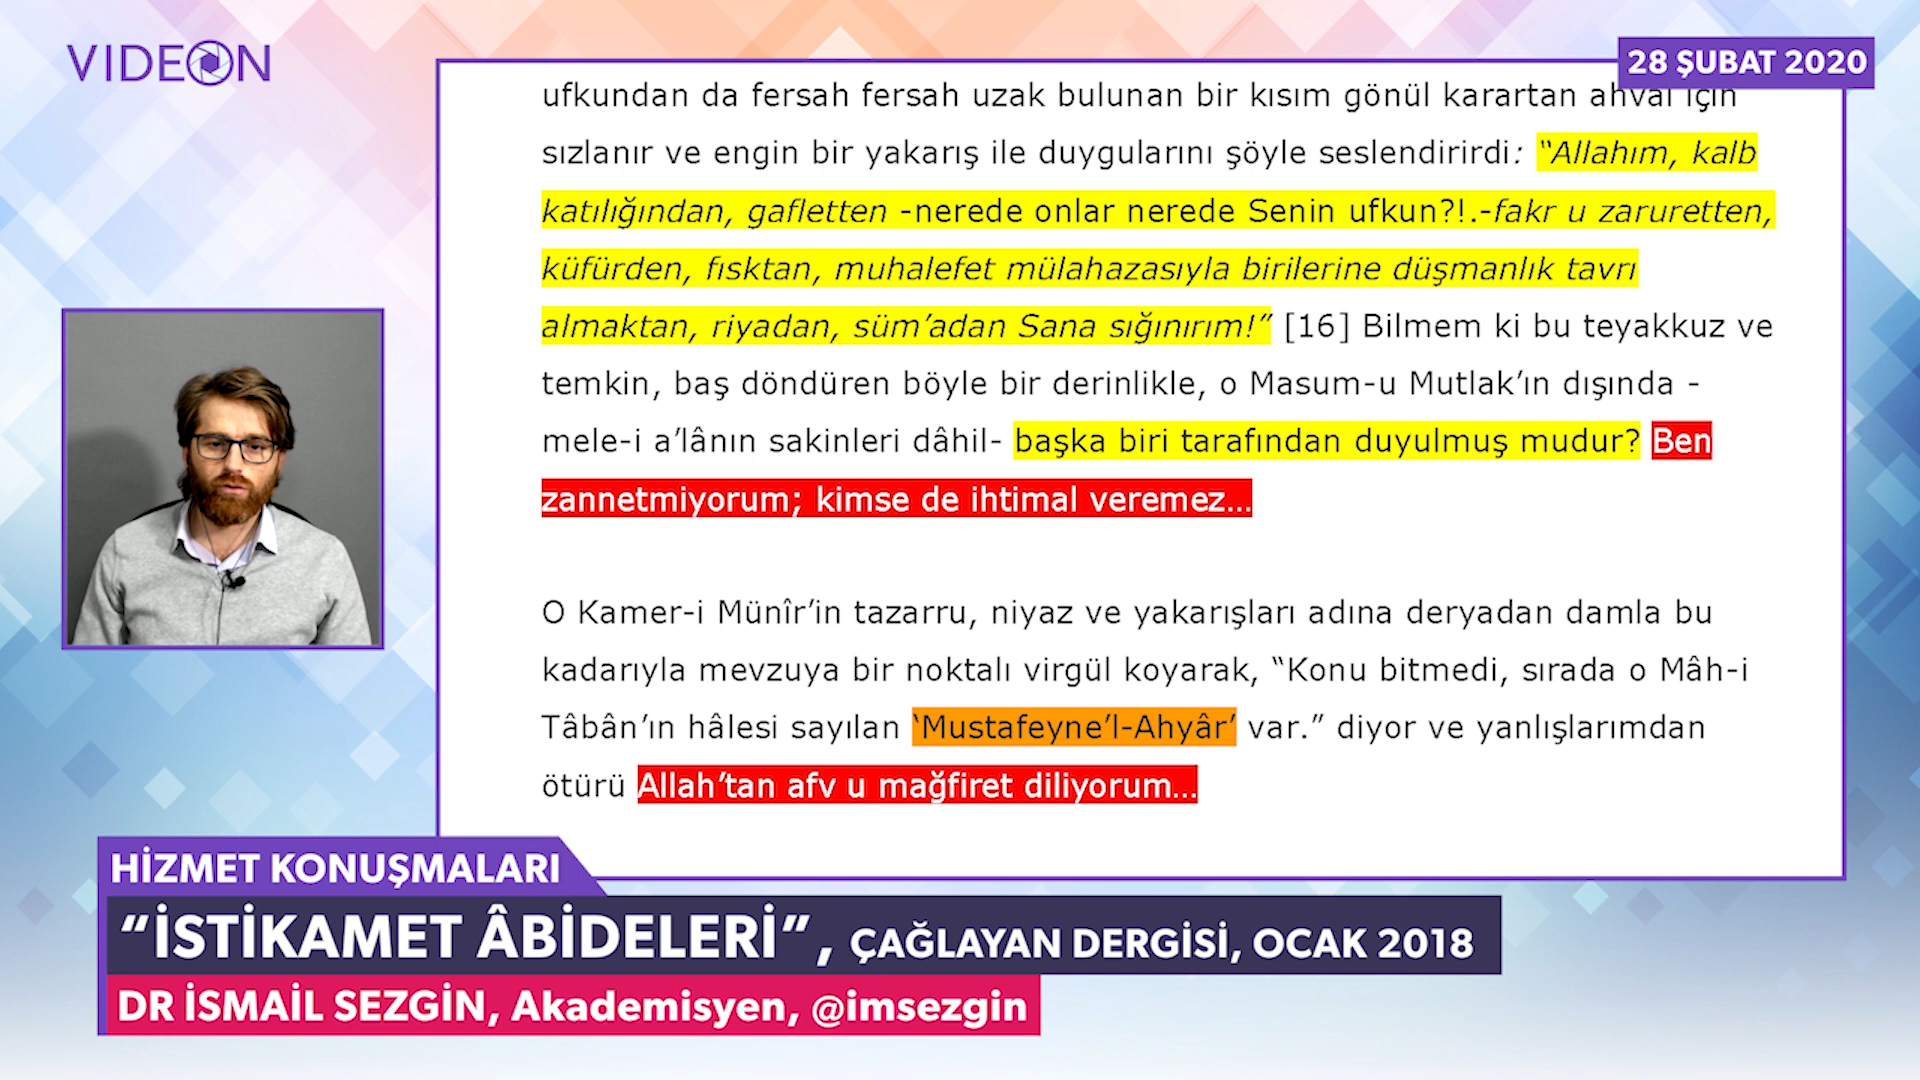 VIDEON
28 ŞUBAT 2020
ufkundan da fersah fersah uzak bulunan bir kısım gönül karartan ahval için
sızlanır ve engin bir yakarış ile duygularını şöyle seslendirirdi: “Allahım, kalb
katılığından, gafletten -nerede onlar nerede Senin ufkun?!.-fakr u zaruretten,
küfürden, fısktan, muhalefet mülahazasıyla birilerine düşmanlık tavrı
almaktan, riyadan, süm’adan Sana sığınırım!” [16] Bilmem ki bu teyakkuz ve
temkin, baş döndüren böyle bir derinlikle, o Masum-u Mutlak’ın dışında -
mele-i a’lânın sakinleri dâhil- başka biri tarafından duyulmuş mudur? Ben
zannetmiyorum; kimse de ihtimal veremez...
O Kamer-i Münîr’in tazarru, niyaz ve yakarışları adına deryadan damla bu
kadarıyla mevzuya bir noktalı virgül koyarak, “Konu bitmedi, sırada o Mâh-i
Tâbân’ın hâlesi sayılan ‘Mustafeyne’l-Ahyâr’ var.” diyor ve yanlışlarımdan
ötürü Allah’tan afv u mağfiret diliyorum...
HİZMET KONUŞMALARI
“İSTİKAMET ÂBİDELERİ”, ÇAĞLAYAN DERGİSİ, OCAK 2018
DR İSMAİL SEZGİN, Akademisyen, @imsezgin